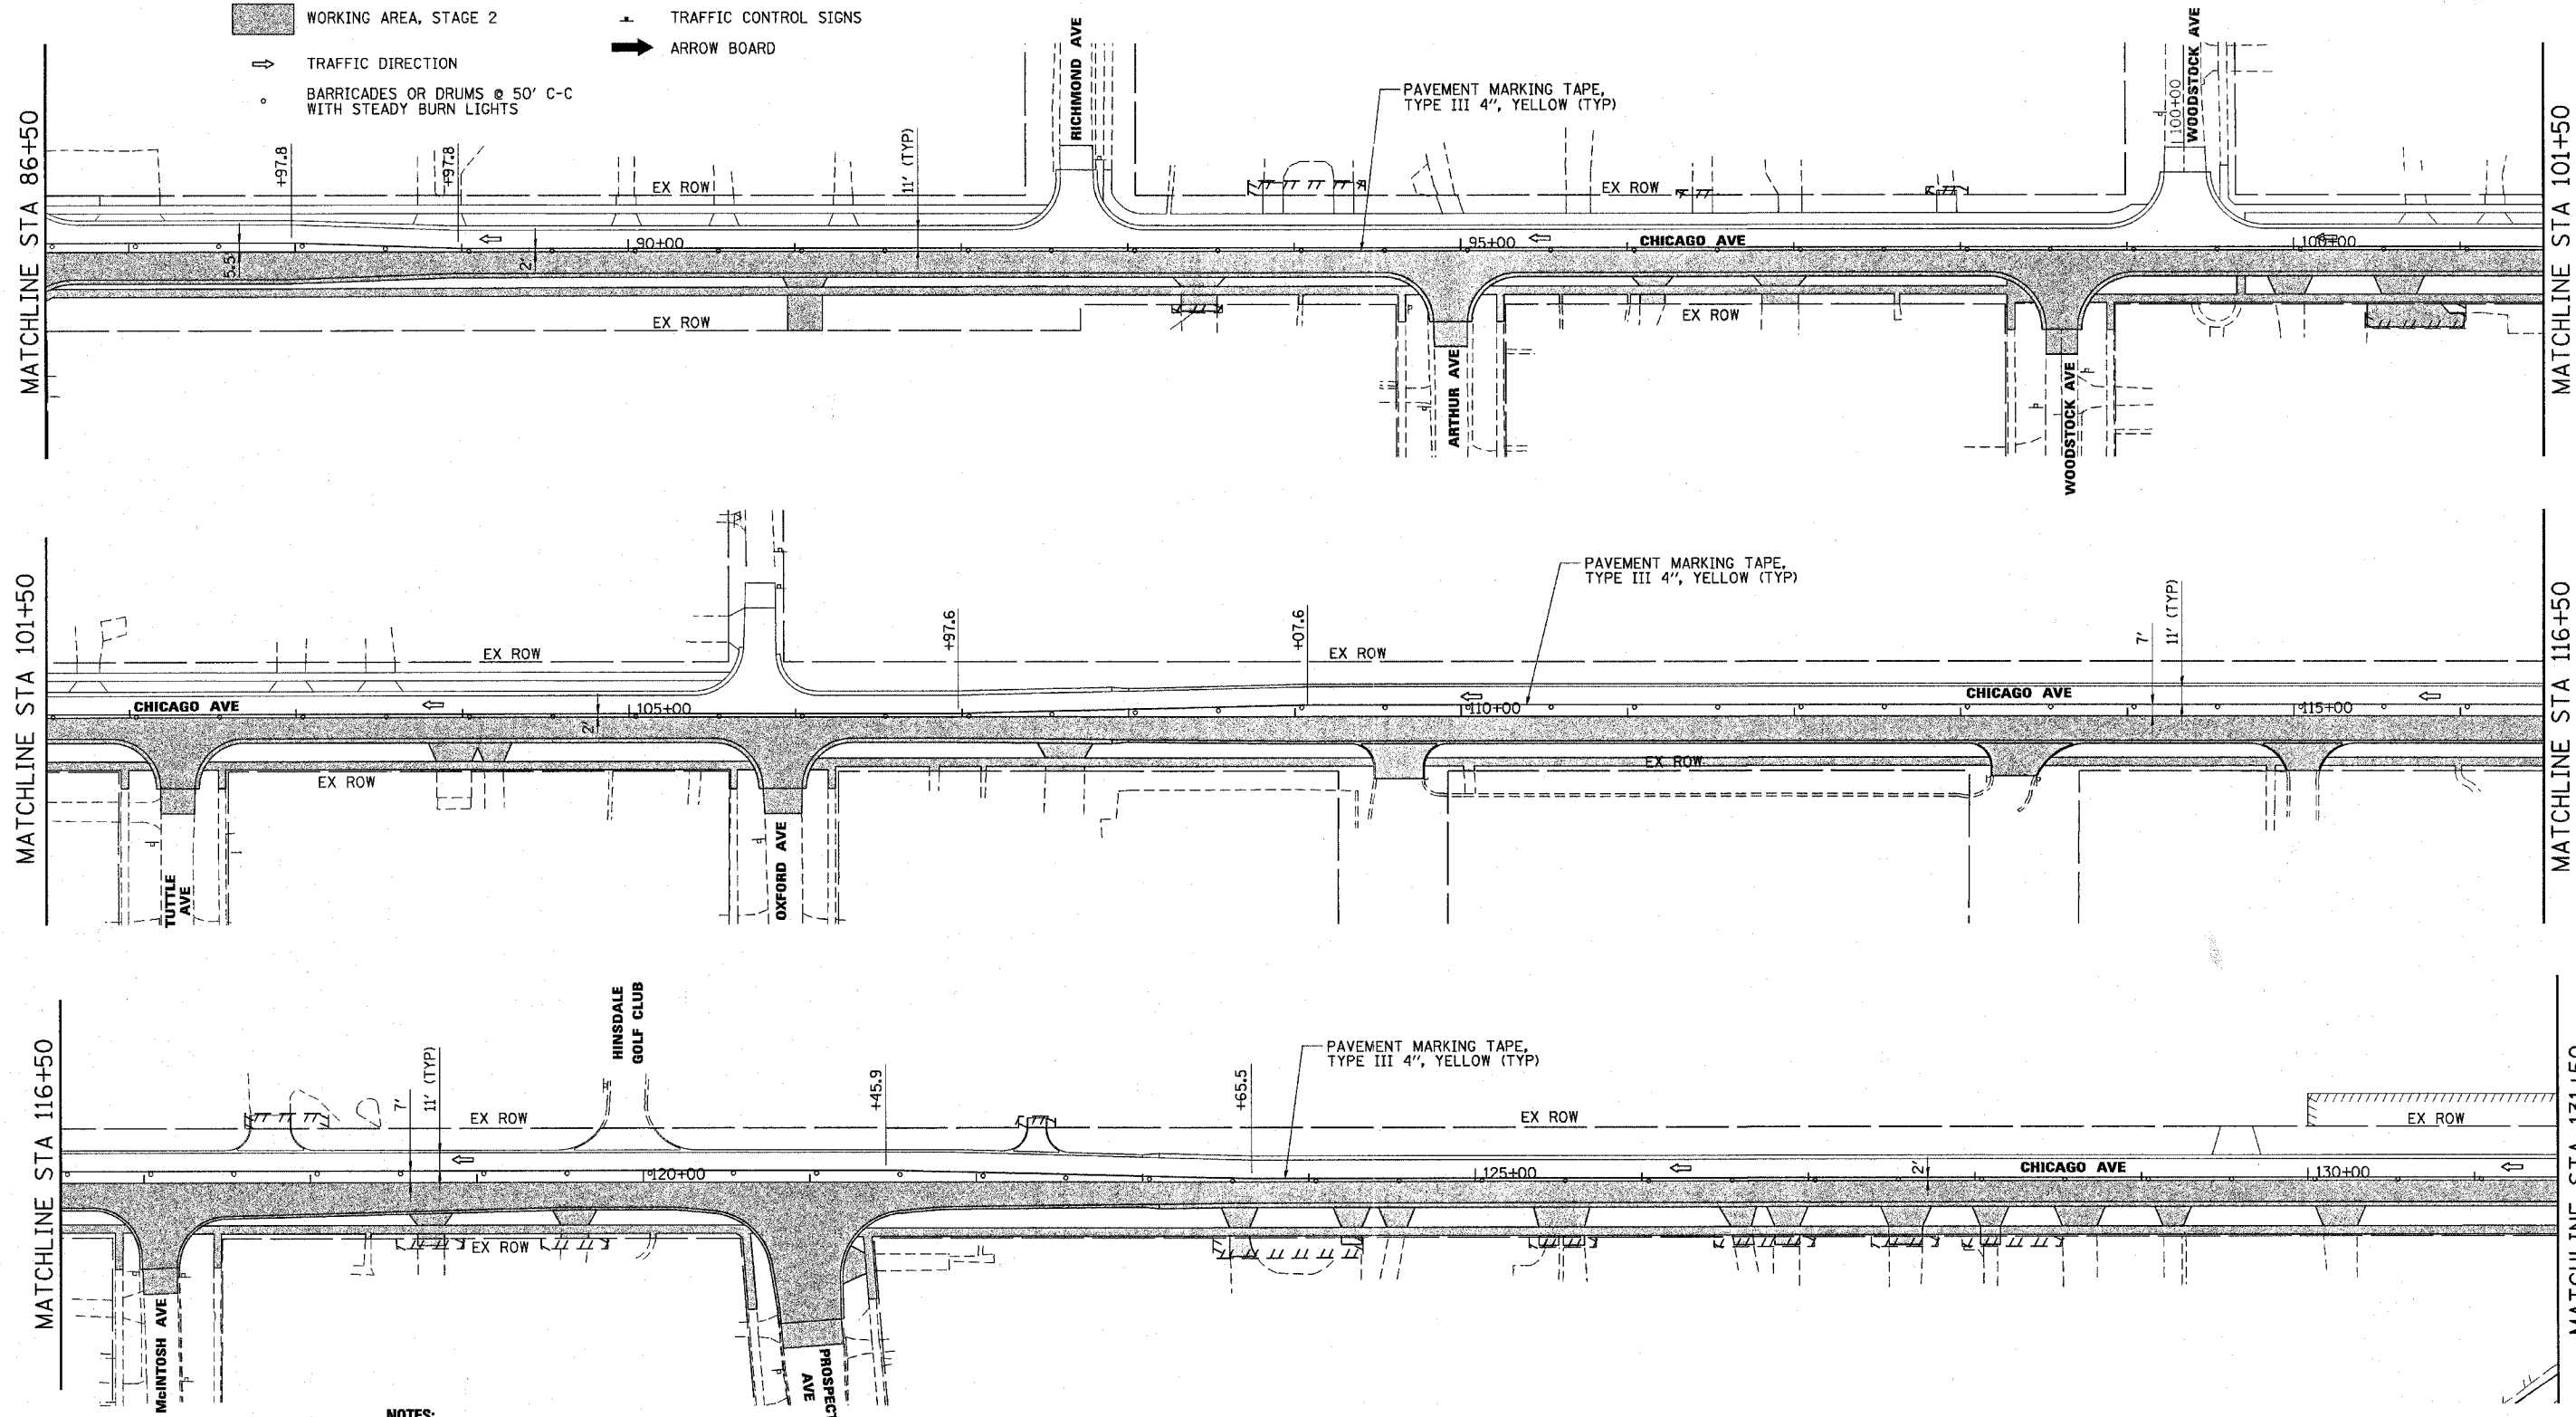 WORKING AREA, STAGE 2
TRAFFIC CONTROL SIGNS
ARROW BOARD
TRAFFIC DIRECTION
BARRICADES OR DRUMS @ 50' C-C
WITH STEADY BURN LIGHTS
MATCHLINE STA 86+50
+97.8
+97.8
5.5'
2'
EX ROW
90+00
EX ROW
11' (TYP)
RICHMOND AVE
PAVEMENT MARKING TAPE,
TYPE III 4", YELLOW (TYP)
EX ROW
95+00
CHICAGO AVE
EX ROW
ARTHUR AVE
WOODSTOCK AVE
100+00
WOODSTOCK AVE
100+00
MATCHLINE STA 101+50
MATCHLINE STA 101+50
CHICAGO AVE
TUTTLE
AVE
EX ROW
EX ROW
2'
105+00
OXFORD AVE
+97.6
+07.6
EX ROW
PAVEMENT MARKING TAPE,
TYPE III 4", YELLOW (TYP)
110+00
EX ROW
CHICAGO AVE
7'
11' (TYP)
115+00
MATCHLINE STA 116+50
MATCHLINE STA 116+50
McINTOSH AVE
7'
11' (TYP)
EX ROW
EX ROW
HINSDALE
GOLF CLUB
120+00
PROSPECT
AVE
+45.9
+65.5
PAVEMENT MARKING TAPE,
TYPE III 4", YELLOW (TYP)
125+00
EX ROW
2'
CHICAGO AVE
130+00
EX ROW
MATCHLINE STA 131+50
NOTES: